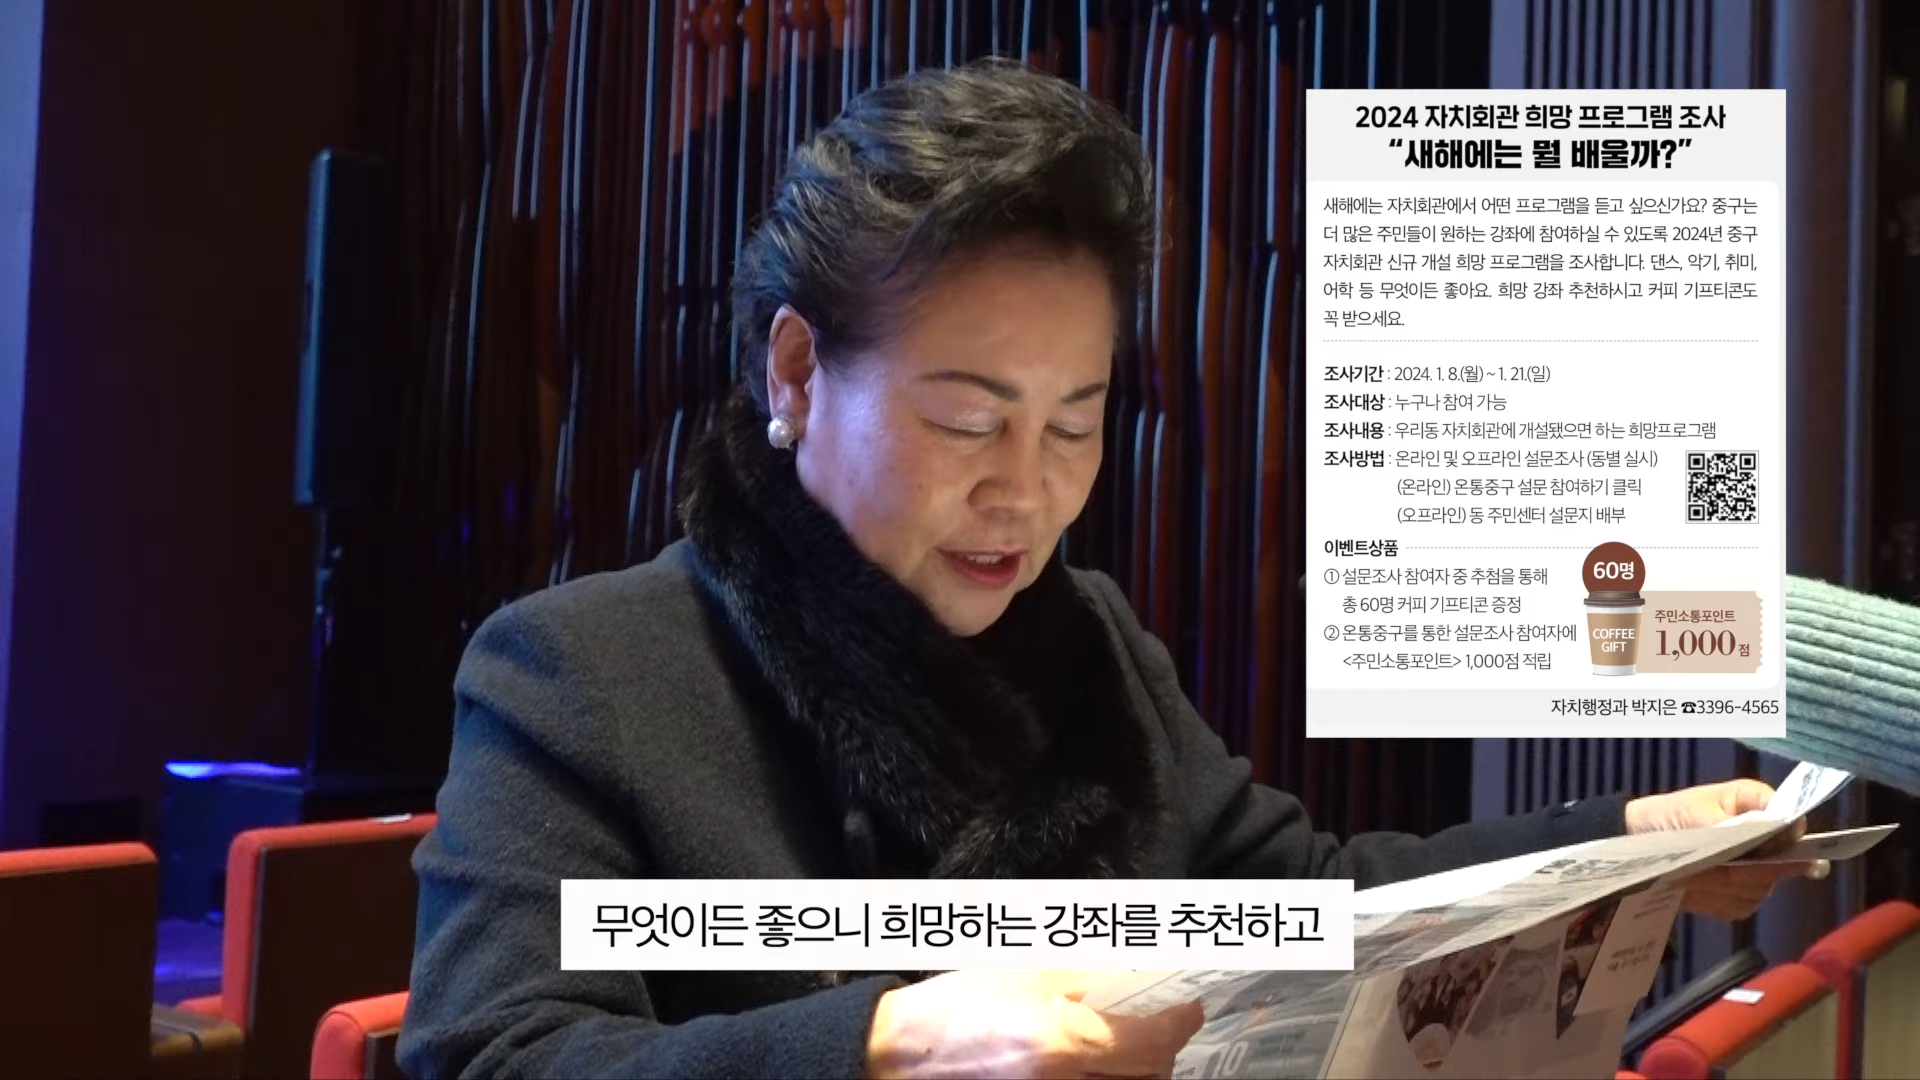 2024 자치회관 희망 프로그램 조사
“새해에는 뭘 배울까?”
새해에는 자치회관에서 어떤 프로그램을 듣고 싶으신가요? 중구는
더 많은 주민들이 원하는 강좌에 참여하실 수 있도록 2024년 중구
자치회관 신규 개설 희망 프로그램을 조사합니다. 댄스, 악기, 취미,
어학 등 무엇이든 좋아요. 희망 강좌 추천하시고 커피 기프티콘도
꼭 받으세요.
조사기간 : 2024. 1. 8.(월) ~ 1. 21.(일)
조사대상 : 누구나 참여 가능
조사내용 : 우리동 자치회관에 개설됐으면 하는 희망프로그램
조사방법 : 온라인 및 오프라인 설문조사 (동별 실시)
(온라인) 온통중구 설문 참여하기 클릭
(오프라인) 동 주민센터 설문지 배부
이벤트상품
① 설문조사 참여자 중 추첨을 통해
총 60명 커피 기프티콘 증정
② 온통중구를 통한 설문조사 참여자에
<주민소통포인트> 1,000점 적립
60명
COFFEE
GIFT
주민소통포인트
1,000점
자치행정과 박지은 ☎3396-4565
무엇이든 좋으니 희망하는 강좌를 추천하고
10